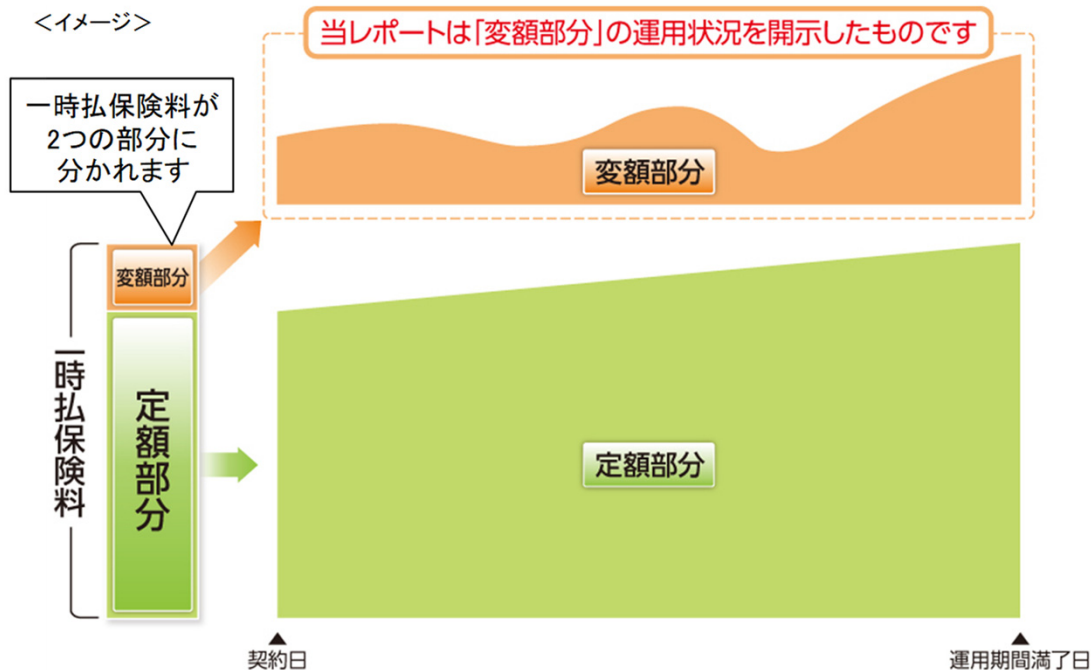 <イメージ>
当レポートは「変額部分」の運用状況を開示したものです
一時払保険料が
2つの部分に
分かれます
変額部分
変額部分
一時払保険料
定額部分
定額部分
▲
契約日
▲
運用期間満了日